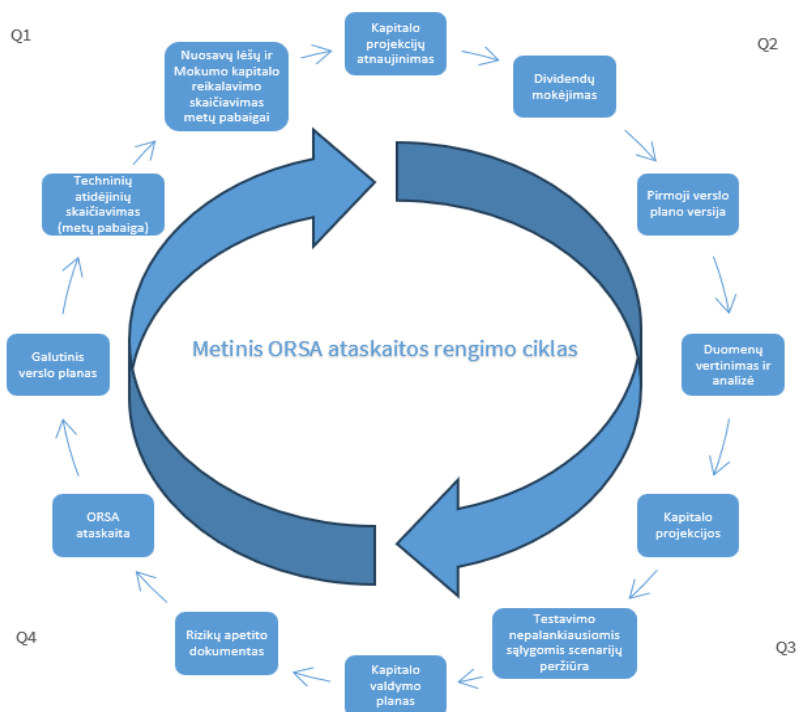 Q1
Kapitalo
projekcijų
atnaujinimas
Q2
Nuosavų lėšų ir
Mokumo kapitalo
reikalavimo
skaičiavimas
metų pabaigai
Dividendų
mokėjimas
Techninių
atidėjinių
skaičiavimas
(metų pabaiga)
Pirmoji verslo
plano versija
Metinis ORSA ataskaitos rengimo ciklas
Galutinis
verslo planas
Duomenų
vertinimas ir
analizė
ORSA
ataskaita
Kapitalo
projekcijos
Q4
Rizikų apetito
dokumentas
Kapitalo
valdymo
planas
Testavimo
nepalankiausiomis
sąlygomis scenarijų
peržiūra
Q3